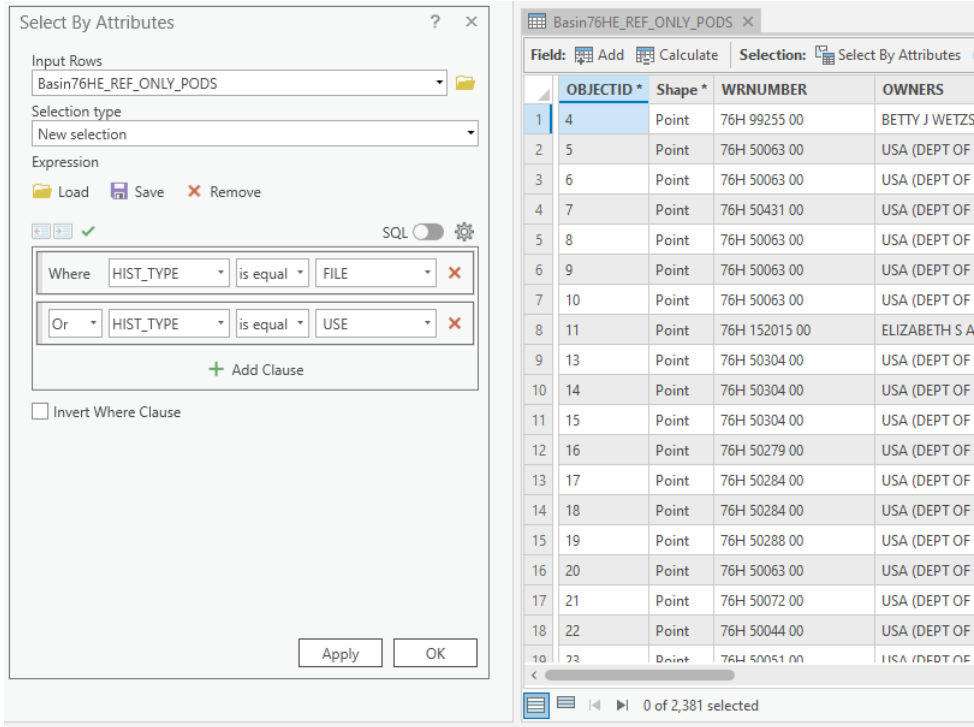 Select By Attributes ? ×
Input Rows
Basin76HE_REF_ONLY_PODS
Selection type
New selection
Expression
Load Save Remove
SQL
Where HIST_TYPE is equal FILE
Or HIST_TYPE is equal USE
+ Add Clause
Invert Where Clause
Apply OK
Basin76HE_REF_ONLY_PODS ×
Field: Add Calculate Selection: Select By Attributes
OBJECTID * Shape * WRNUMBER OWNERS
1 4 Point 76H 99255 00 BETTY J WETZS
2 5 Point 76H 50063 00 USA (DEPT OF
3 6 Point 76H 50063 00 USA (DEPT OF
4 7 Point 76H 50431 00 USA (DEPT OF
5 8 Point 76H 50063 00 USA (DEPT OF
6 9 Point 76H 50063 00 USA (DEPT OF
7 10 Point 76H 50063 00 USA (DEPT OF
8 11 Point 76H 152015 00 ELIZABETH S A
9 13 Point 76H 50304 00 USA (DEPT OF
10 14 Point 76H 50304 00 USA (DEPT OF
11 15 Point 76H 50304 00 USA (DEPT OF
12 16 Point 76H 50279 00 USA (DEPT OF
13 17 Point 76H 50284 00 USA (DEPT OF
14 18 Point 76H 50284 00 USA (DEPT OF
15 19 Point 76H 50288 00 USA (DEPT OF
16 20 Point 76H 50063 00 USA (DEPT OF
17 21 Point 76H 50072 00 USA (DEPT OF
18 22 Point 76H 50044 00 USA (DEPT OF
19 23 Point 76H 50051 00 USA (DEPT OF
0 of 2,381 selected